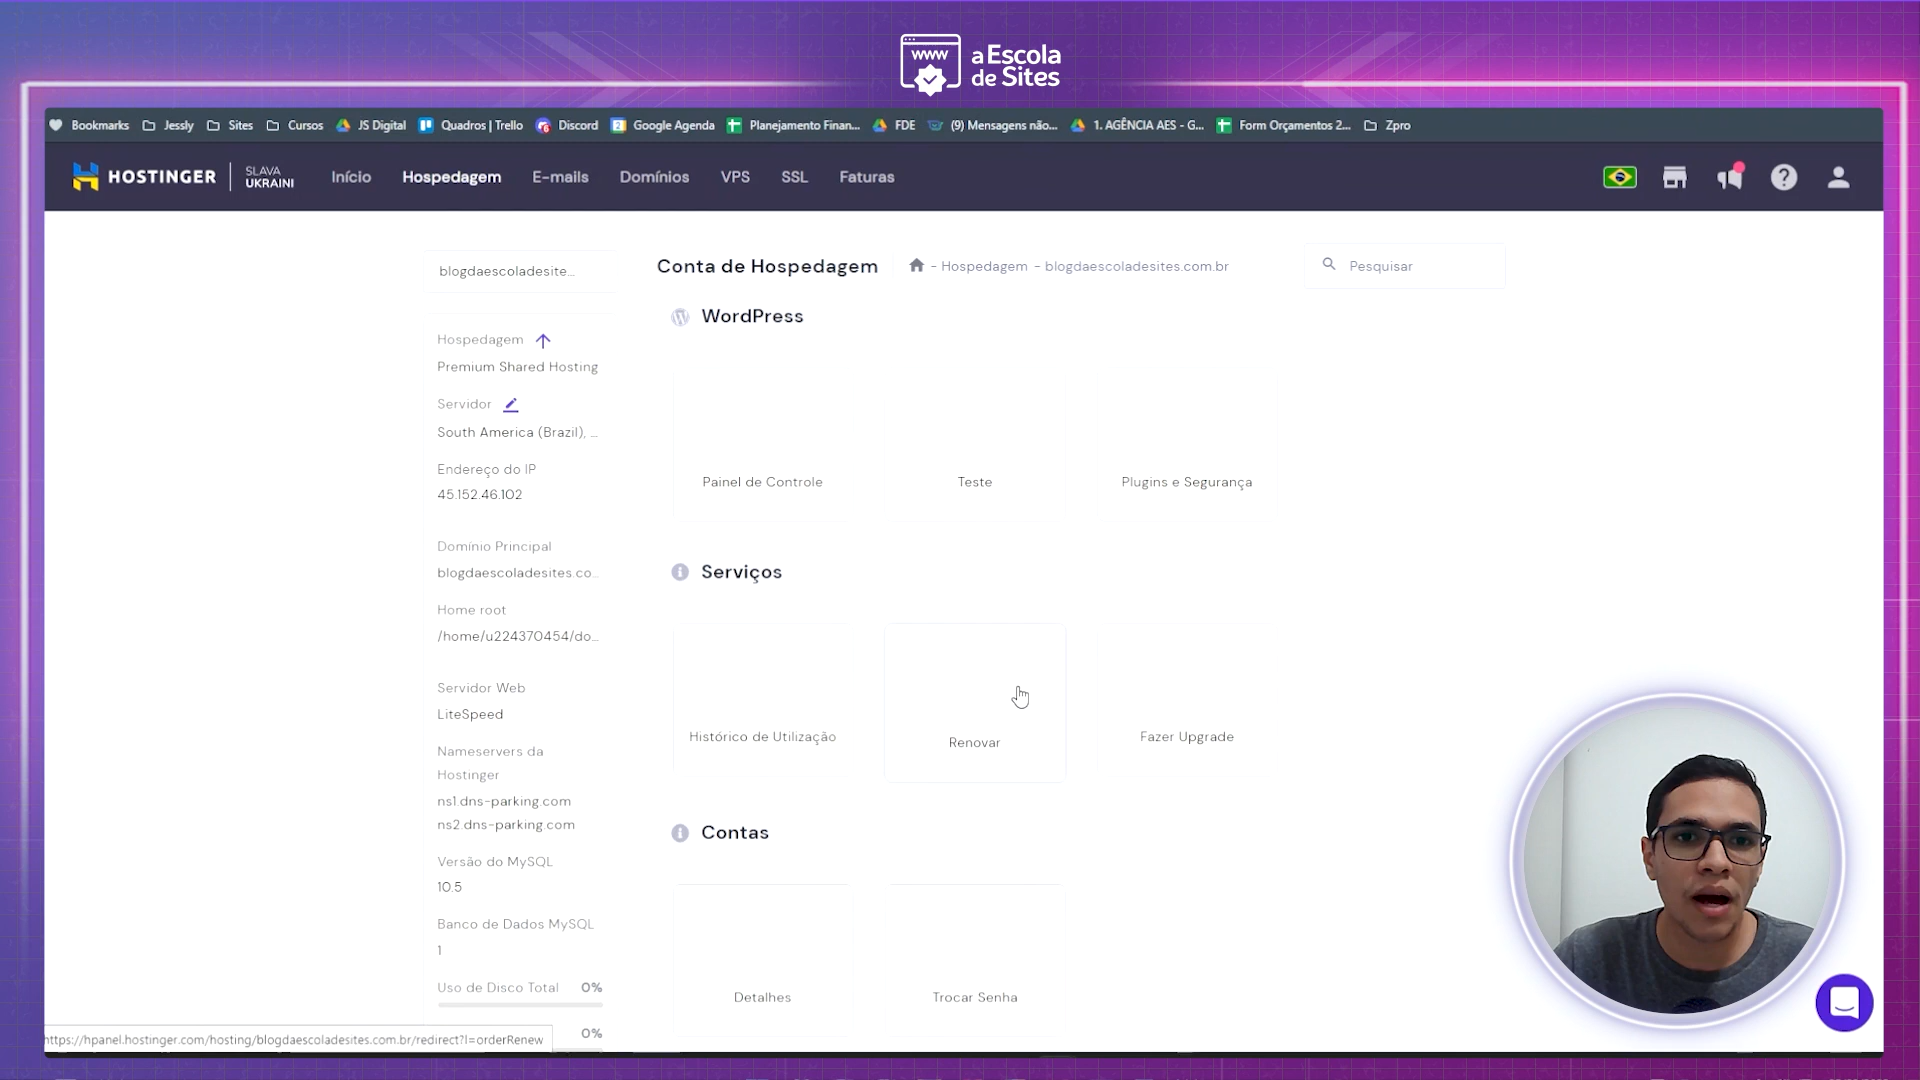 www
a Escola
de Sites
Bookmarks Jessly Sites Cursos JS Digital Quadros | Trello Discord Google Agenda Planejamento Finan... FDE (9) Mensagens não... 1. AGÊNCIA AES - G... Form Orçamentos 2... Zpro
HOSTINGER SLAVA UKRAINI Início Hospedagem E-mails Domínios VPS SSL Faturas
blogdaescoladesite...
Hospedagem
Premium Shared Hosting
Servidor
South America (Brazil), ...
Endereço do IP
45.152.46.102
Domínio Principal
blogdaescoladesites.co...
Home root
/home/u224370454/do...
Servidor Web
LiteSpeed
Nameservers da
Hostinger
ns1.dns-parking.com
ns2.dns-parking.com
Versão do MySQL
10.5
Banco de Dados MySQL
1
Uso de Disco Total 0%
0%
Conta de Hospedagem - Hospedagem - blogdaescoladesites.com.br
Pesquisar
WordPress
Painel de Controle Teste Plugins e Segurança
Serviços
Histórico de Utilização Renovar Fazer Upgrade
Contas
Detalhes Trocar Senha
https://hpanel.hostinger.com/hosting/blogdaescoladesites.com.br/redirect?l=orderRenew